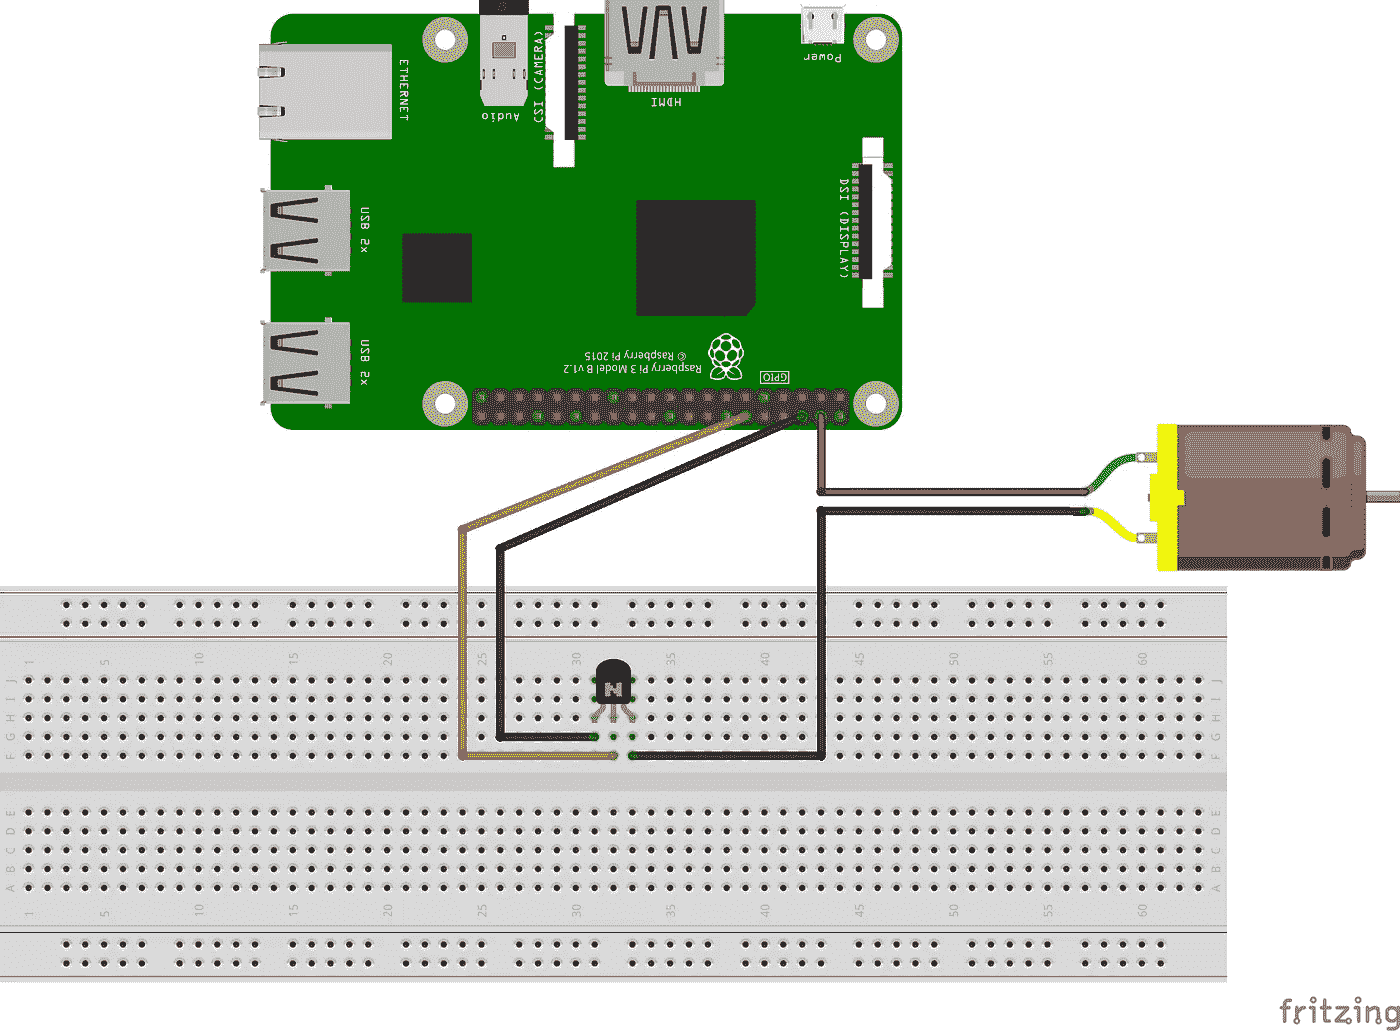 ETHERNET
Audio
CSI (CAMERA)
HDMI
Power
DSI (DISPLAY)
USB 2x
USB 2x
Raspberry Pi 3 Model B v1.2
© Raspberry Pi 2015
GPIO
1 5 10 15 20 25 30 35 40 45 50 55 60
J J
I I
H H
G G
F F
N
E E
D D
C C
B B
A A
1 5 10 15 20 25 30 35 40 45 50 55 60
fritzing